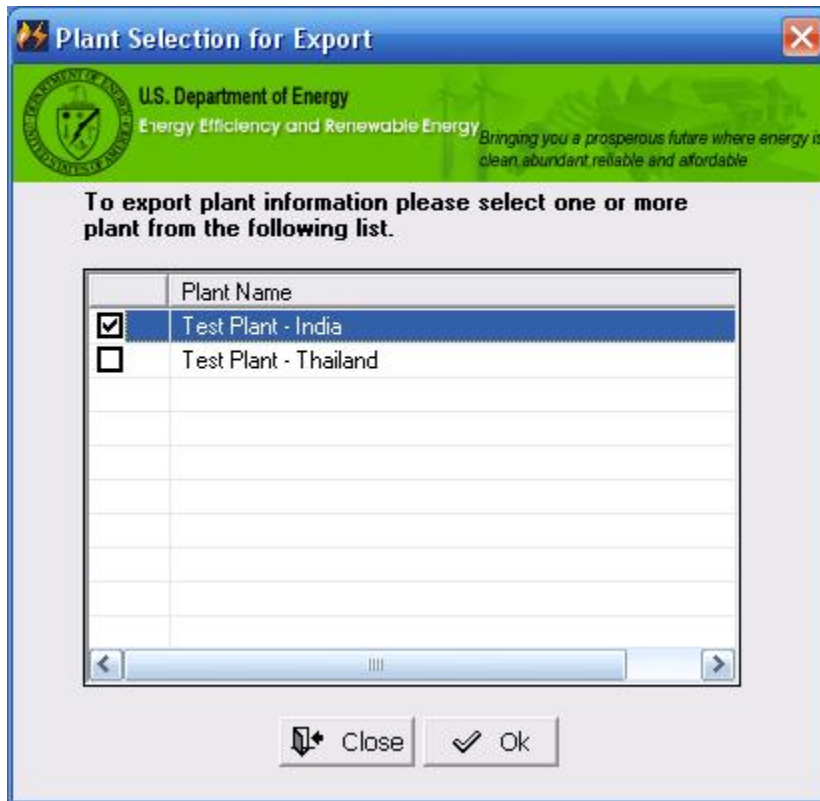 Plant Selection for Export
U.S. Department of Energy
Energy Efficiency and Renewable Energy
Bringing you a prosperous future where energy is
clean,abundant,reliable and affordable
To export plant information please select one or more
plant from the following list.
Plant Name
Test Plant - India
Test Plant - Thailand
Close
Ok